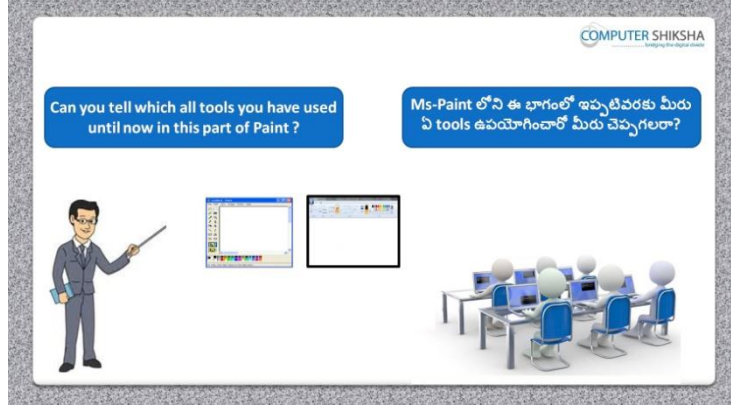 COMPUTER SHIKSHA
bridging the digital divide
Can you tell which all tools you have used
until now in this part of Paint ?
Ms-Paint లోని ఈ భాగంలో ఇప్పటివరకు మీరు
ఏ tools ఉపయోగించారో మీరు చెప్పగలరా?